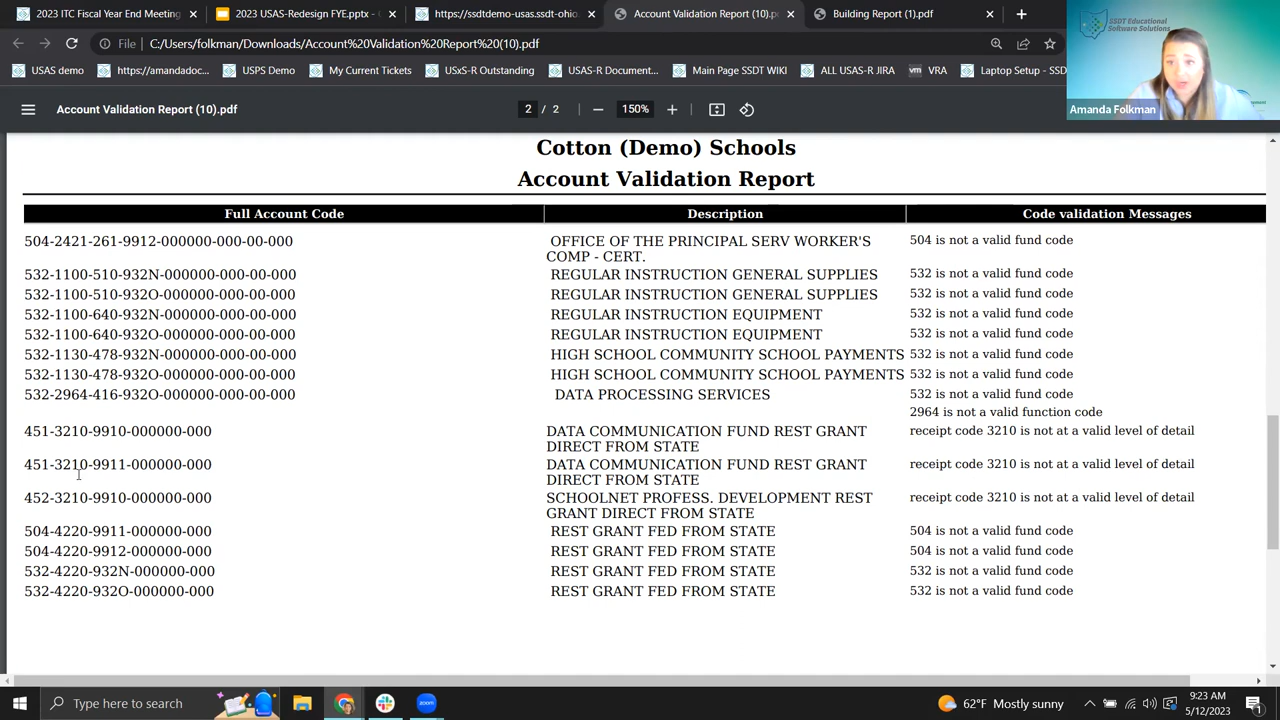 2023 ITC Fiscal Year End Meeting
2023 USAS-Redesign FYE.pptx -
https://ssdtdemo-usas.ssdt-ohio.
Account Validation Report (10).p
Building Report (1).pdf
File
C:/Users/folkman/Downloads/Account%20Validation%20Report%20(10).pdf
USAS demo
https://amandadoc...
USPS Demo
My Current Tickets
USxS-R Outstanding
USAS-R Document...
Main Page SSDT WIKI
ALL USAS-R JIRA
vm VRA
Laptop Setup - SSD
SSDT Educational
Software Solutions
Amanda Folkman
Account Validation Report (10).pdf
2 / 2
150%
Cotton (Demo) Schools
Account Validation Report
Full Account Code Description Code validation Messages
504-2421-261-9912-000000-000-00-000 OFFICE OF THE PRINCIPAL SERV WORKER'S 504 is not a valid fund code
COMP - CERT.
532-1100-510-932N-000000-000-00-000 REGULAR INSTRUCTION GENERAL SUPPLIES 532 is not a valid fund code
532-1100-510-932O-000000-000-00-000 REGULAR INSTRUCTION GENERAL SUPPLIES 532 is not a valid fund code
532-1100-640-932N-000000-000-00-000 REGULAR INSTRUCTION EQUIPMENT 532 is not a valid fund code
532-1100-640-932O-000000-000-00-000 REGULAR INSTRUCTION EQUIPMENT 532 is not a valid fund code
532-1130-478-932N-000000-000-00-000 HIGH SCHOOL COMMUNITY SCHOOL PAYMENTS 532 is not a valid fund code
532-1130-478-932O-000000-000-00-000 HIGH SCHOOL COMMUNITY SCHOOL PAYMENTS 532 is not a valid fund code
532-2964-416-932O-000000-000-00-000 DATA PROCESSING SERVICES 532 is not a valid fund code
2964 is not a valid function code
451-3210-9910-000000-000 DATA COMMUNICATION FUND REST GRANT receipt code 3210 is not at a valid level of detail
DIRECT FROM STATE
451-3210-9911-000000-000 DATA COMMUNICATION FUND REST GRANT receipt code 3210 is not at a valid level of detail
DIRECT FROM STATE
452-3210-9910-000000-000 SCHOOLNET PROFESS. DEVELOPMENT REST receipt code 3210 is not at a valid level of detail
GRANT DIRECT FROM STATE
504-4220-9911-000000-000 REST GRANT FED FROM STATE 504 is not a valid fund code
504-4220-9912-000000-000 REST GRANT FED FROM STATE 504 is not a valid fund code
532-4220-932N-000000-000 REST GRANT FED FROM STATE 532 is not a valid fund code
532-4220-932O-000000-000 REST GRANT FED FROM STATE 532 is not a valid fund code
Type here to search
zoom
62°F Mostly sunny
9:23 AM
5/12/2023
1